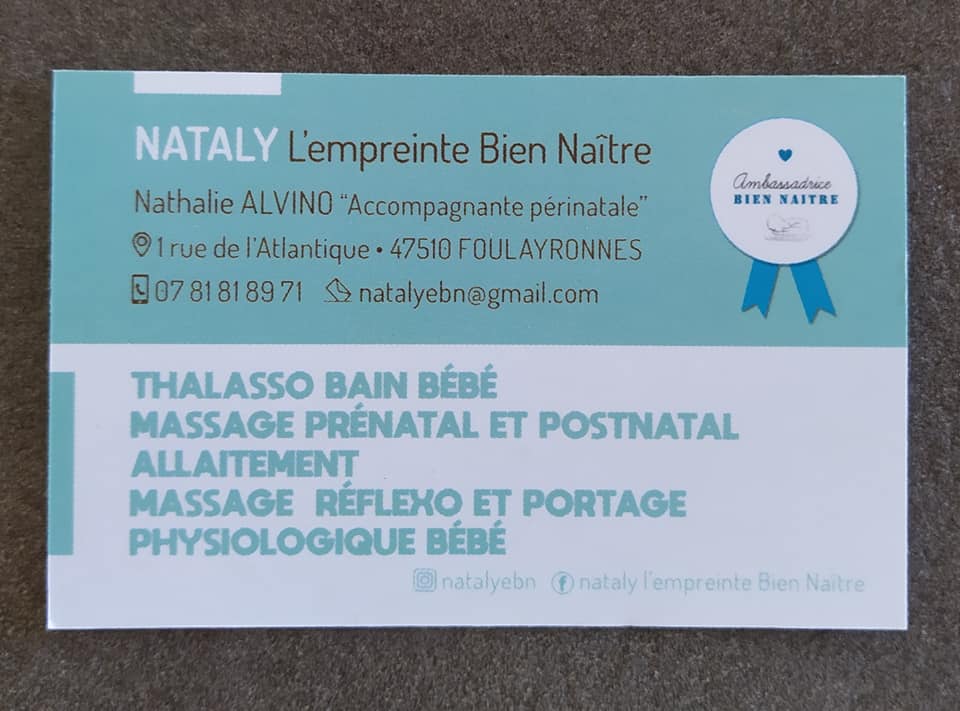 NATALY L'empreinte Bien Naître
Nathalie ALVINO "Accompagnante périnatale"
1 rue de l'Atlantique • 47510 FOULAYRONNES
07 81 81 89 71 natalyebn@gmail.com
Ambassadrice
BIEN NAITRE
THALASSO BAIN BÉBÉ
MASSAGE PRÉNATAL ET POSTNATAL
ALLAITEMENT
MASSAGE RÉFLEXO ET PORTAGE
PHYSIOLOGIQUE BÉBÉ
natalyebn nataly l'empreinte Bien Naître